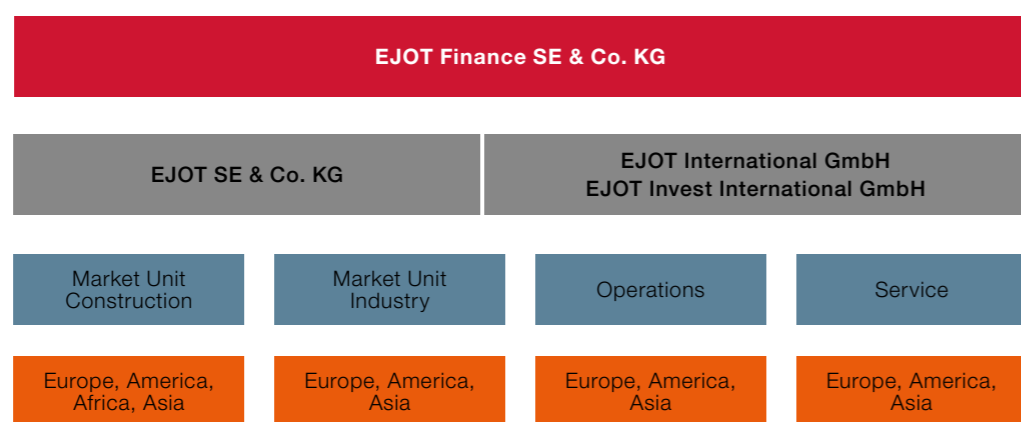 EJOT Finance SE & Co. KG
EJOT SE & Co. KG
EJOT International GmbH
EJOT Invest International GmbH
Market Unit
Construction
Market Unit
Industry
Operations
Service
Europe, America,
Africa, Asia
Europe, America,
Asia
Europe, America,
Asia
Europe, America,
Asia